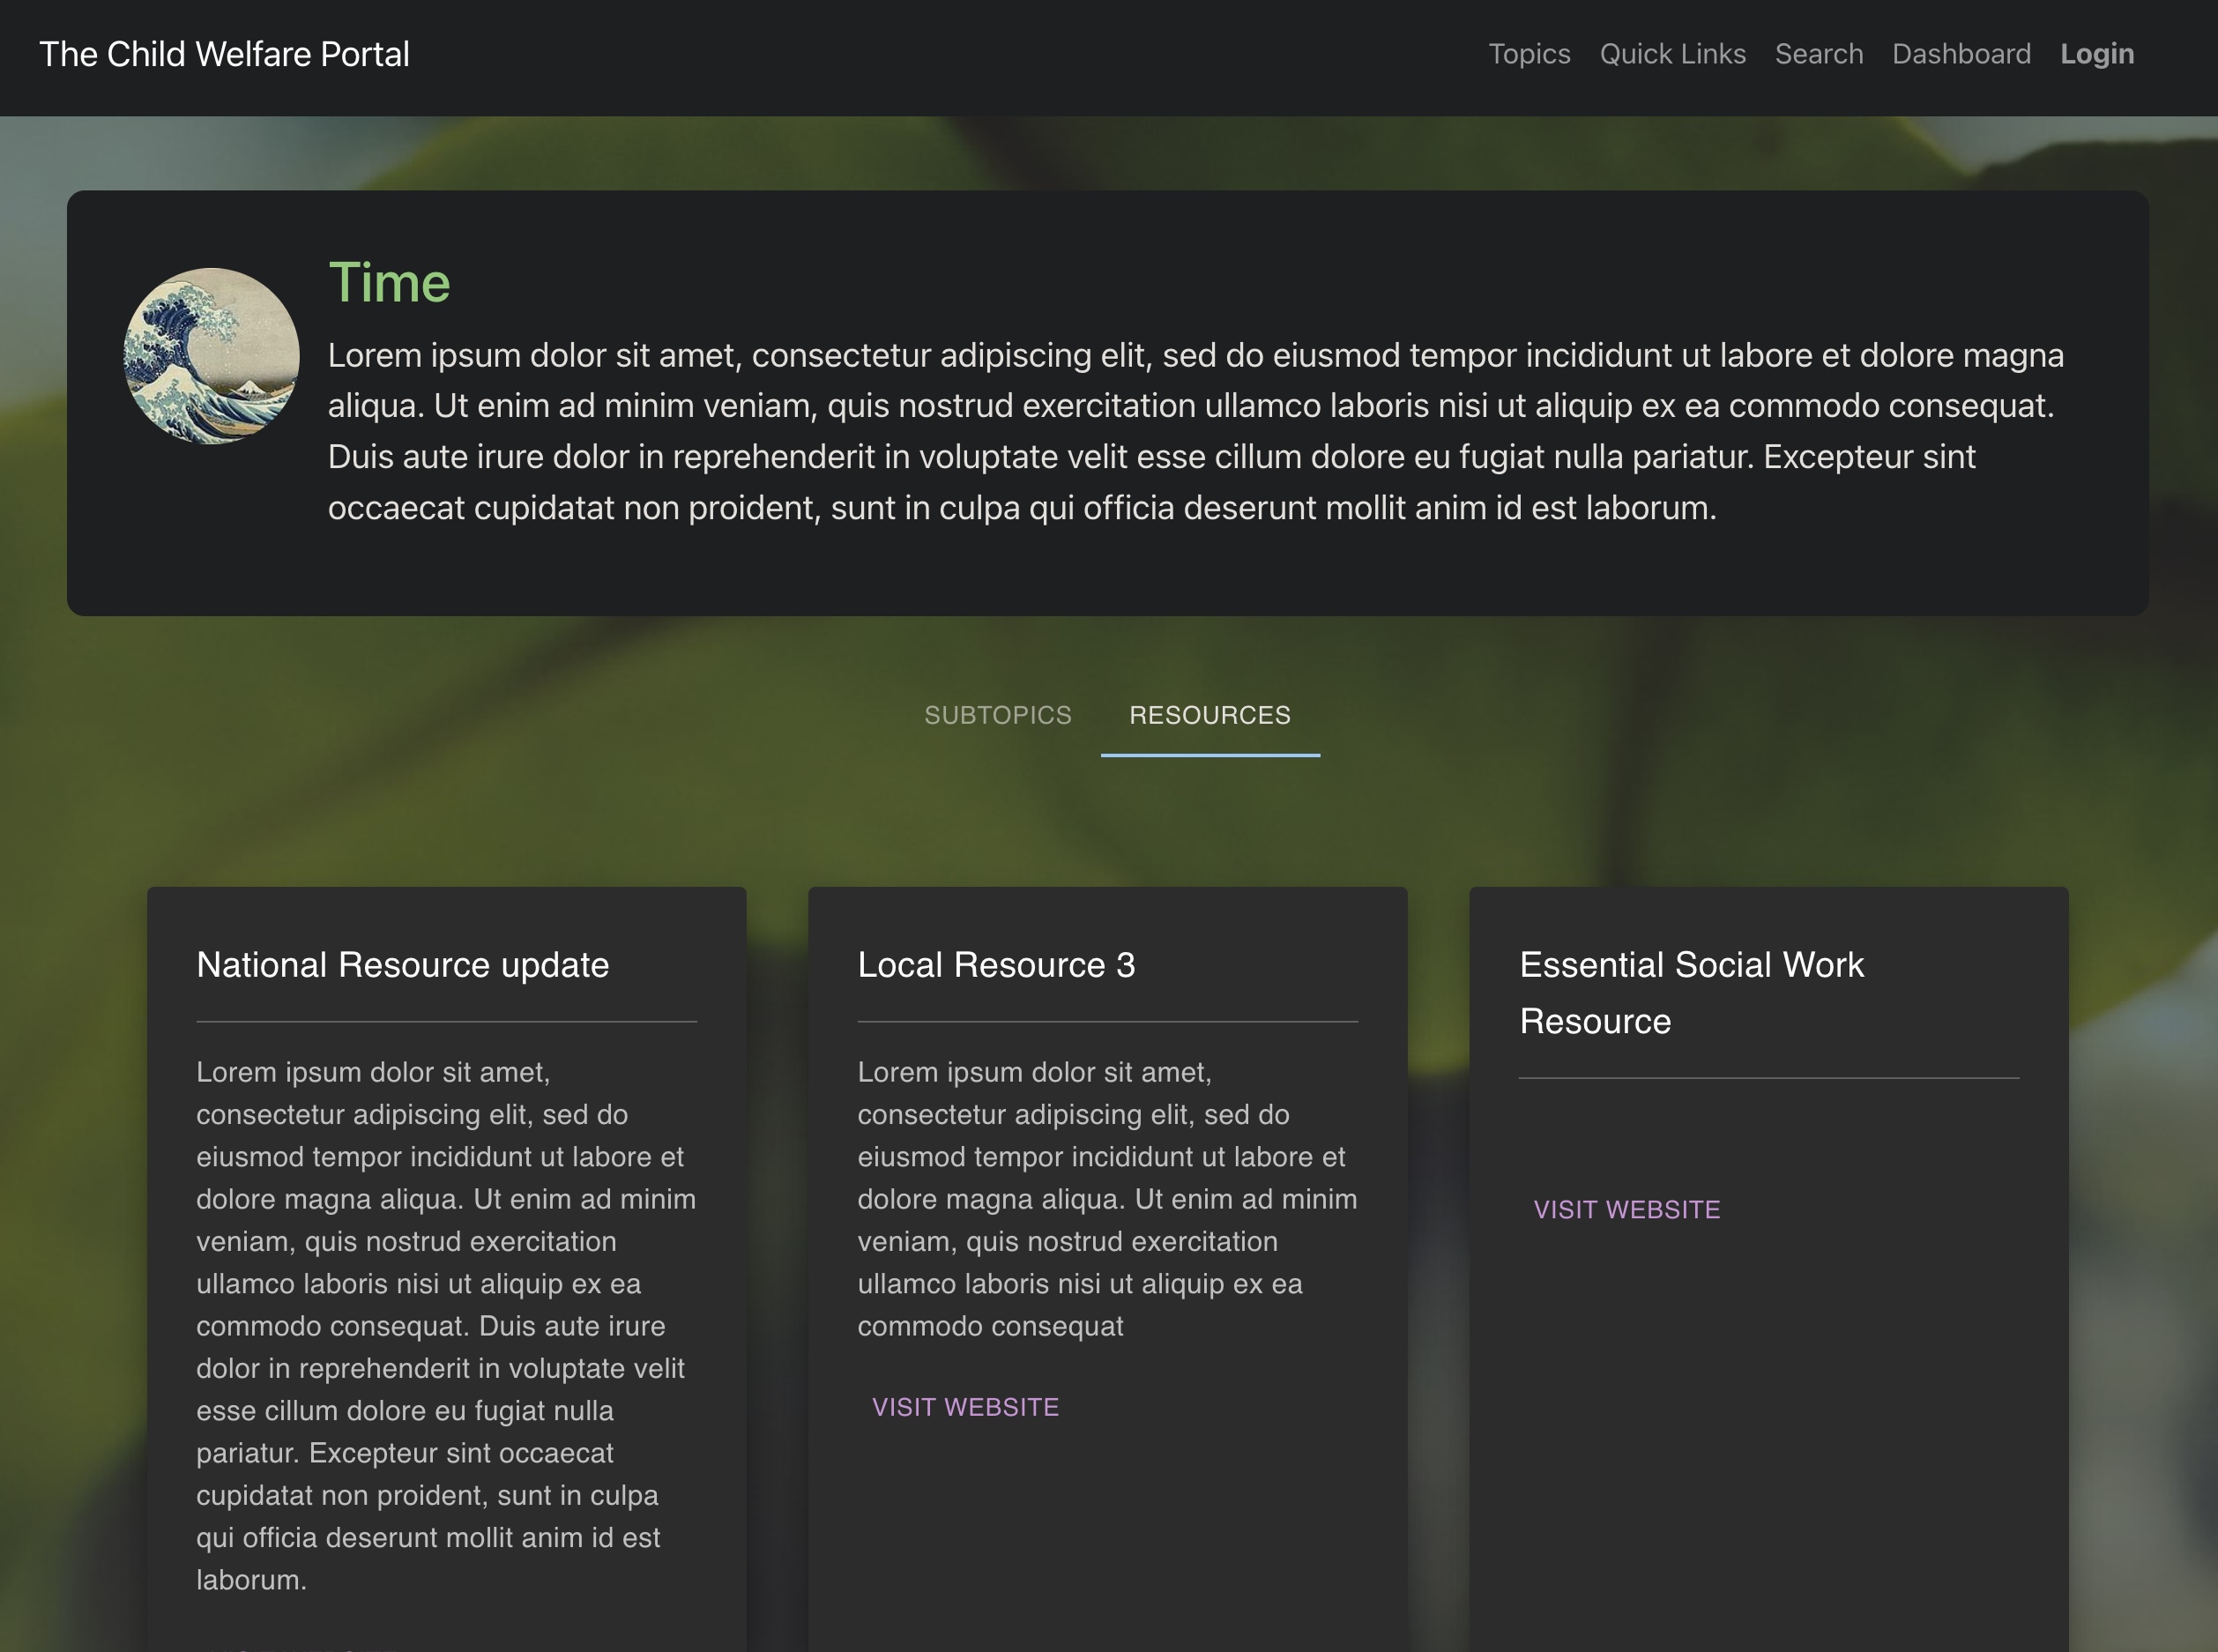 The Child Welfare Portal
Topics Quick Links Search Dashboard Login
Time
Lorem ipsum dolor sit amet, consectetur adipiscing elit, sed do eiusmod tempor incididunt ut labore et dolore magna
aliqua. Ut enim ad minim veniam, quis nostrud exercitation ullamco laboris nisi ut aliquip ex ea commodo consequat.
Duis aute irure dolor in reprehenderit in voluptate velit esse cillum dolore eu fugiat nulla pariatur. Excepteur sint
occaecat cupidatat non proident, sunt in culpa qui officia deserunt mollit anim id est laborum.
SUBTOPICS RESOURCES
National Resource update
Lorem ipsum dolor sit amet,
consectetur adipiscing elit, sed do
eiusmod tempor incididunt ut labore et
dolore magna aliqua. Ut enim ad minim
veniam, quis nostrud exercitation
ullamco laboris nisi ut aliquip ex ea
commodo consequat. Duis aute irure
dolor in reprehenderit in voluptate velit
esse cillum dolore eu fugiat nulla
pariatur. Excepteur sint occaecat
cupidatat non proident, sunt in culpa
qui officia deserunt mollit anim id est
laborum.
Local Resource 3
Lorem ipsum dolor sit amet,
consectetur adipiscing elit, sed do
eiusmod tempor incididunt ut labore et
dolore magna aliqua. Ut enim ad minim
veniam, quis nostrud exercitation
ullamco laboris nisi ut aliquip ex ea
commodo consequat
VISIT WEBSITE
Essential Social Work
Resource
VISIT WEBSITE